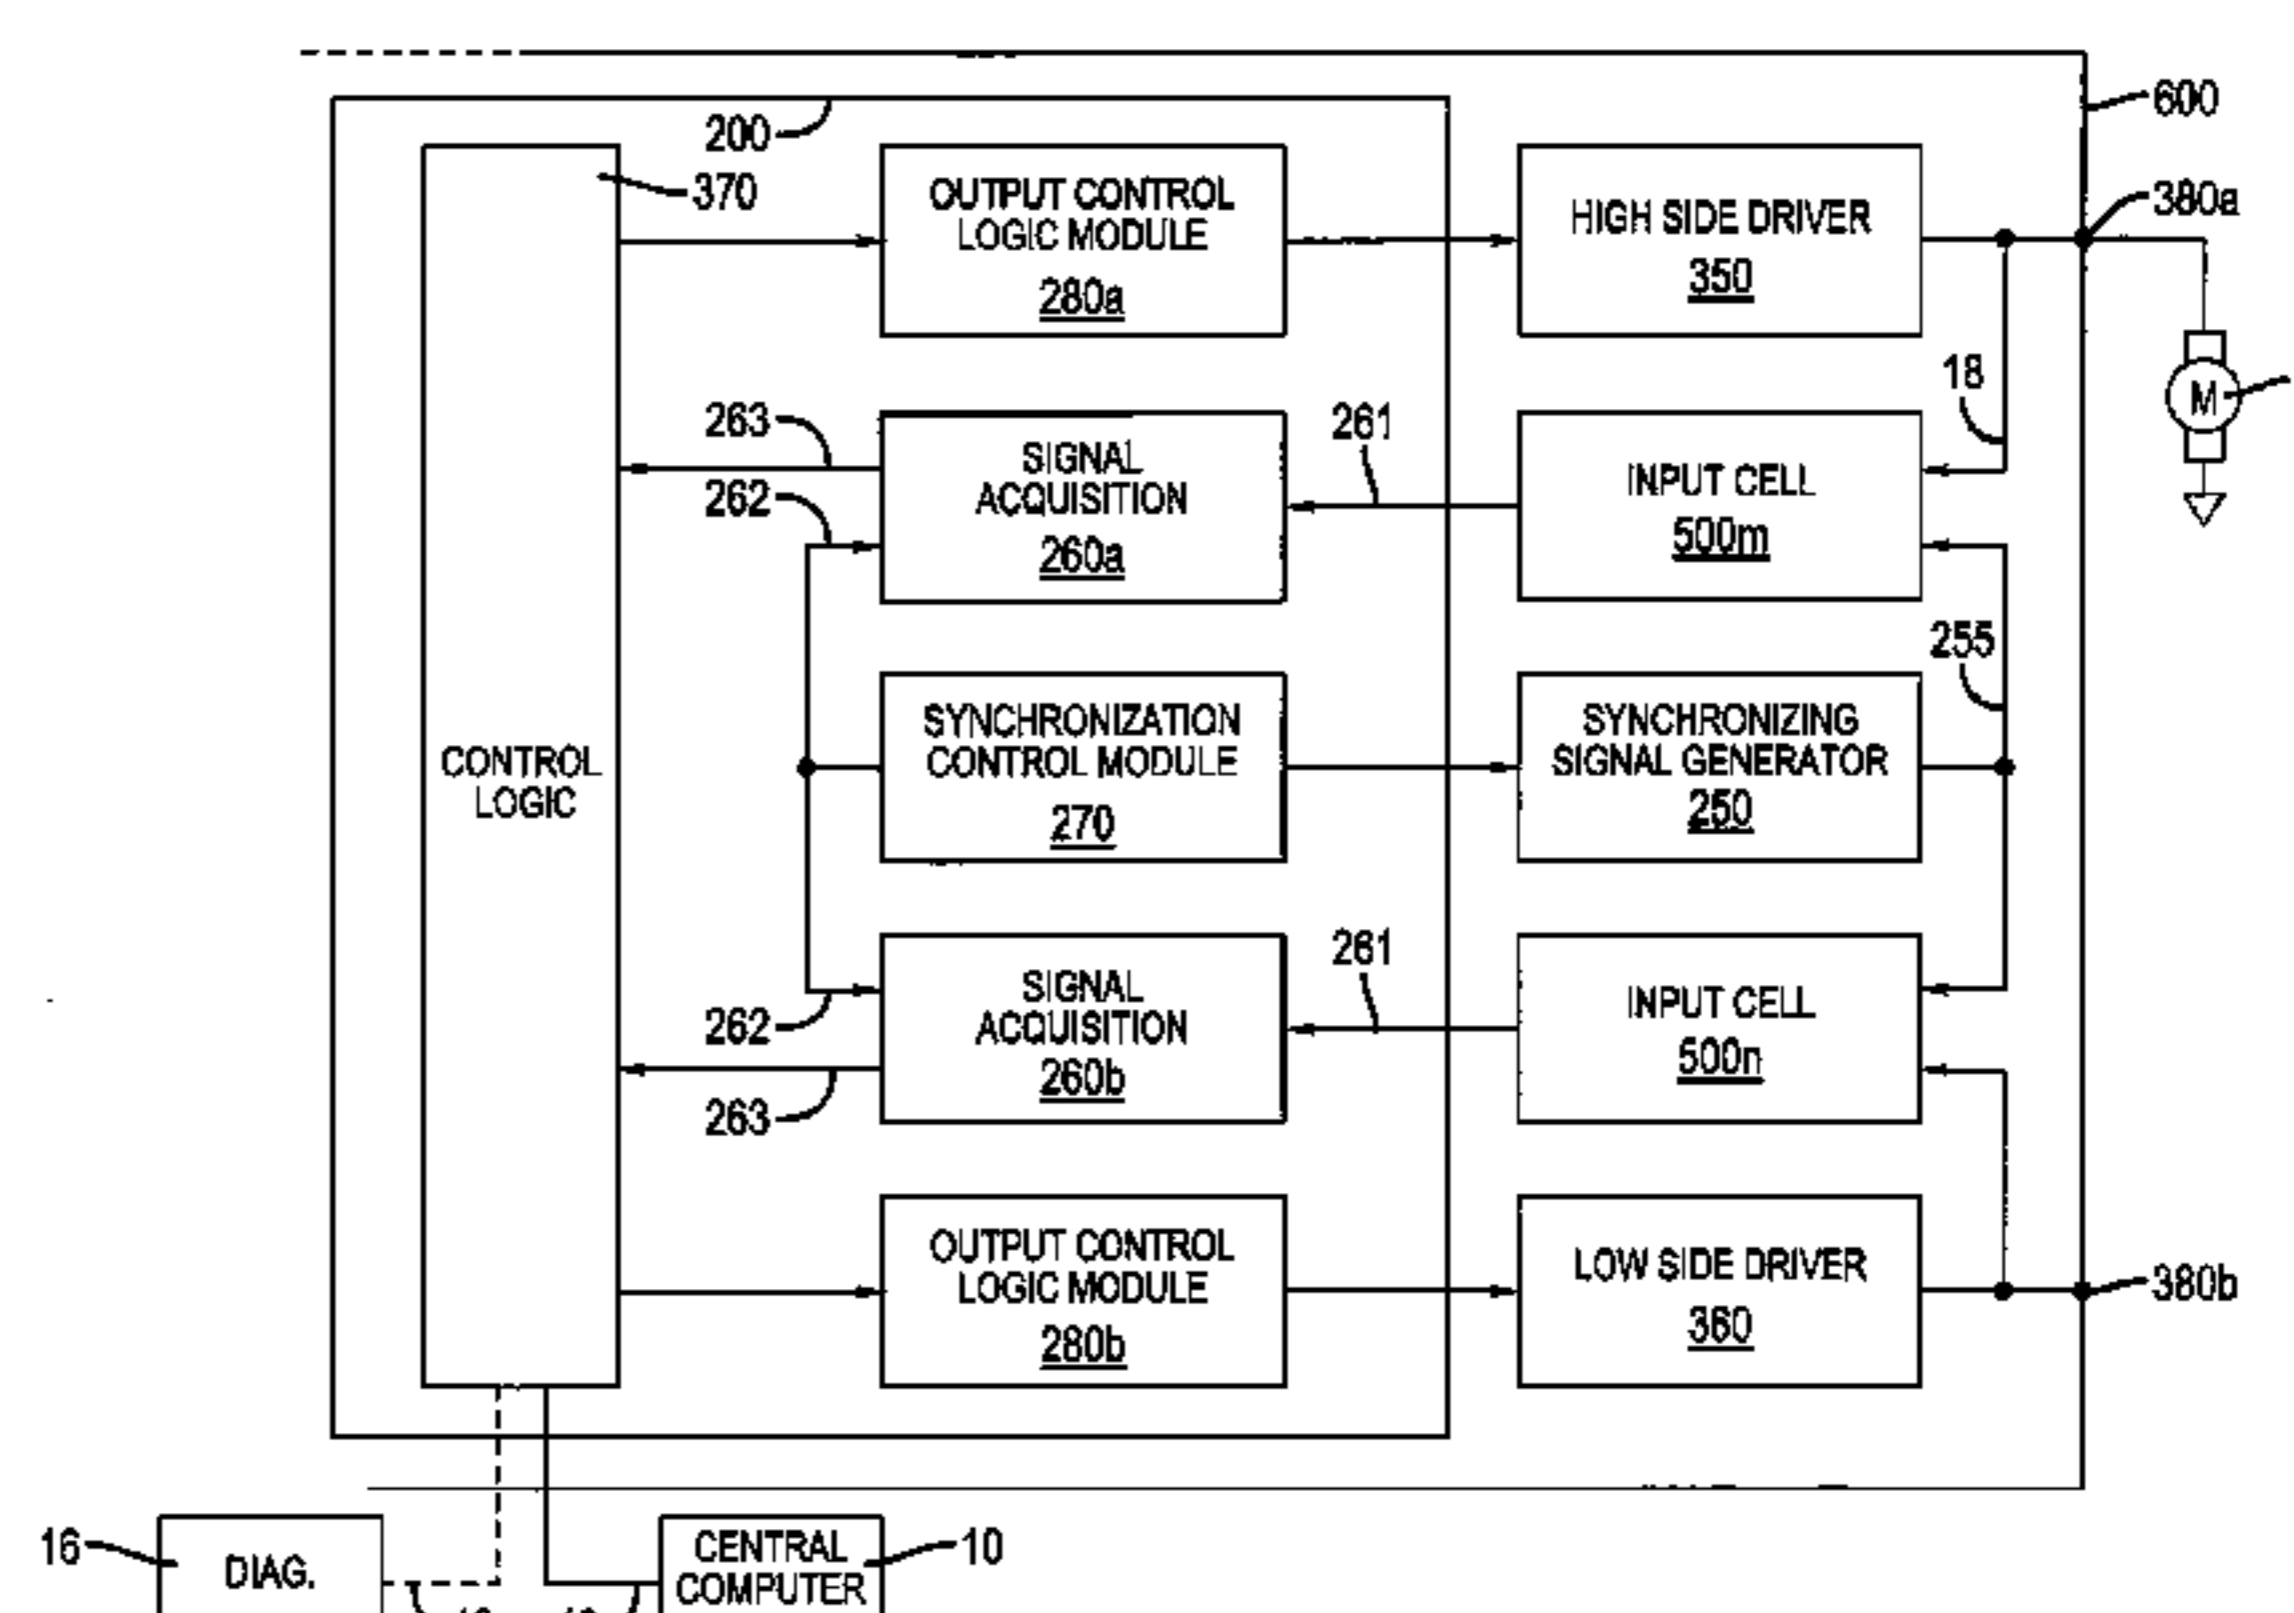 600
200
370
OUTPUT CONTROL
LOGIC MODULE
280a
HIGH SIDE DRIVER
350
380a
18
M
263
262
SIGNAL
ACQUISITION
260a
261
INPUT CELL
500m
255
CONTROL
LOGIC
SYNCHRONIZATION
CONTROL MODULE
270
SYNCHRONIZING
SIGNAL GENERATOR
250
262
263
SIGNAL
ACQUISITION
260b
261
INPUT CELL
500n
OUTPUT CONTROL
LOGIC MODULE
280b
LOW SIDE DRIVER
360
380b
16
DIAG.
CENTRAL
COMPUTER
10